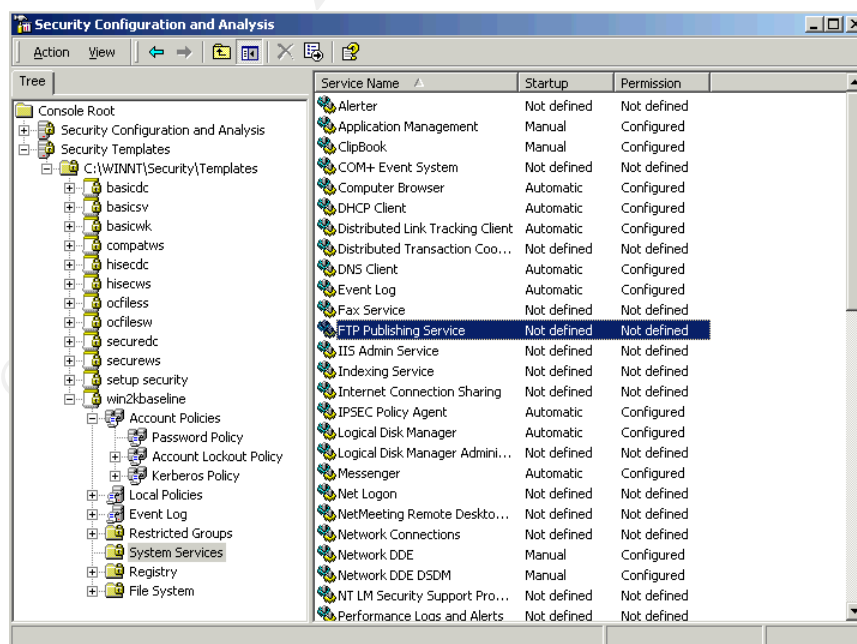 Security Configuration and Analysis
Action View
Tree
Console Root
Security Configuration and Analysis
Security Templates
C:\WINNT\Security\Templates
basicdc
basicsv
basicwk
compatws
hisecdc
hisecws
ocfiless
ocfilesw
securedc
securews
setup security
win2kbaseline
Account Policies
Password Policy
Account Lockout Policy
Kerberos Policy
Local Policies
Event Log
Restricted Groups
System Services
Registry
File System
Service Name Startup Permission
Alerter Not defined Not defined
Application Management Manual Configured
ClipBook Manual Configured
COM+ Event System Not defined Not defined
Computer Browser Automatic Configured
DHCP Client Automatic Configured
Distributed Link Tracking Client Automatic Configured
Distributed Transaction Coo... Not defined Not defined
DNS Client Automatic Configured
Event Log Automatic Configured
Fax Service Not defined Not defined
FTP Publishing Service Not defined Not defined
IIS Admin Service Not defined Not defined
Indexing Service Not defined Not defined
Internet Connection Sharing Not defined Not defined
IPSEC Policy Agent Automatic Configured
Logical Disk Manager Automatic Configured
Logical Disk Manager Admini... Not defined Not defined
Messenger Automatic Configured
Net Logon Not defined Not defined
NetMeeting Remote Deskto... Not defined Not defined
Network Connections Not defined Not defined
Network DDE Manual Configured
Network DDE DSDM Manual Configured
NT LM Security Support Pro... Not defined Not defined
Performance Logs and Alerts Not defined Not defined